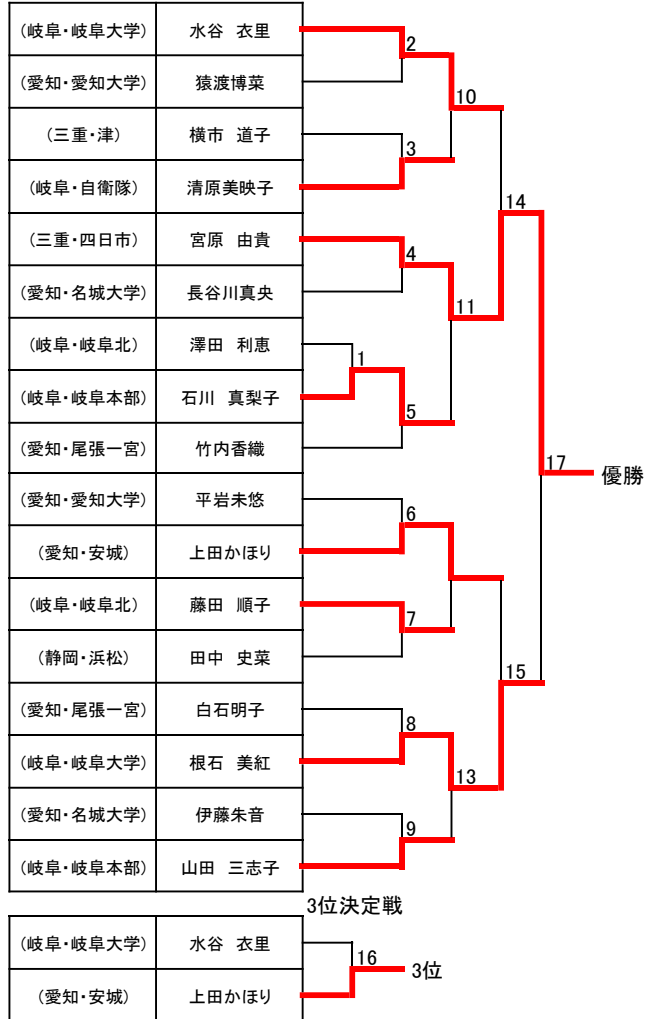 (岐阜・岐阜大学) 水谷 衣里
2
(愛知・愛知大学) 猿渡博菜
10
(三重・津) 横市 道子
3
(岐阜・自衛隊) 清原美映子
14
(三重・四日市) 宮原 由貴
4
(愛知・名城大学) 長谷川真央
11
(岐阜・岐阜北) 澤田 利恵
1
(岐阜・岐阜本部) 石川 真梨子
5
(愛知・尾張一宮) 竹内香織
17 優勝
(愛知・愛知大学) 平岩未悠
6
(愛知・安城) 上田かほり
(岐阜・岐阜北) 藤田 順子
7
(静岡・浜松) 田中 史菜
15
(愛知・尾張一宮) 白石明子
8
(岐阜・岐阜大学) 根石 美紅
13
(愛知・名城大学) 伊藤朱音
9
(岐阜・岐阜本部) 山田 三志子
3位決定戦
(岐阜・岐阜大学) 水谷 衣里
16 3位
(愛知・安城) 上田かほり